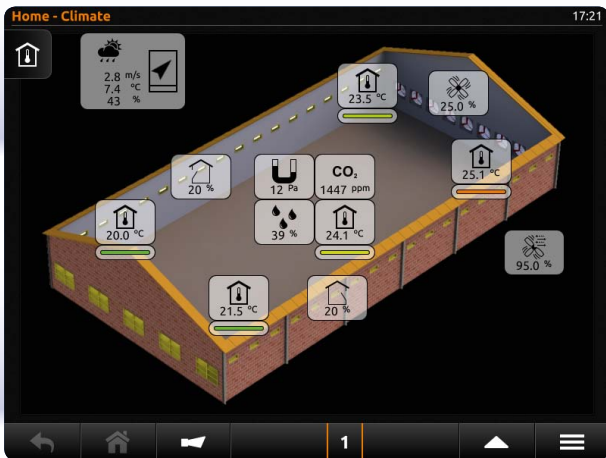 Home - Climate
17:21
2.8 m/s
7.4 °C
43 %
23.5 °C
25.0 %
25.1 °C
20 %
12 Pa
CO₂
1447 ppm
20.0 °C
39 %
24.1 °C
95.0 %
21.5 °C
20 %
1